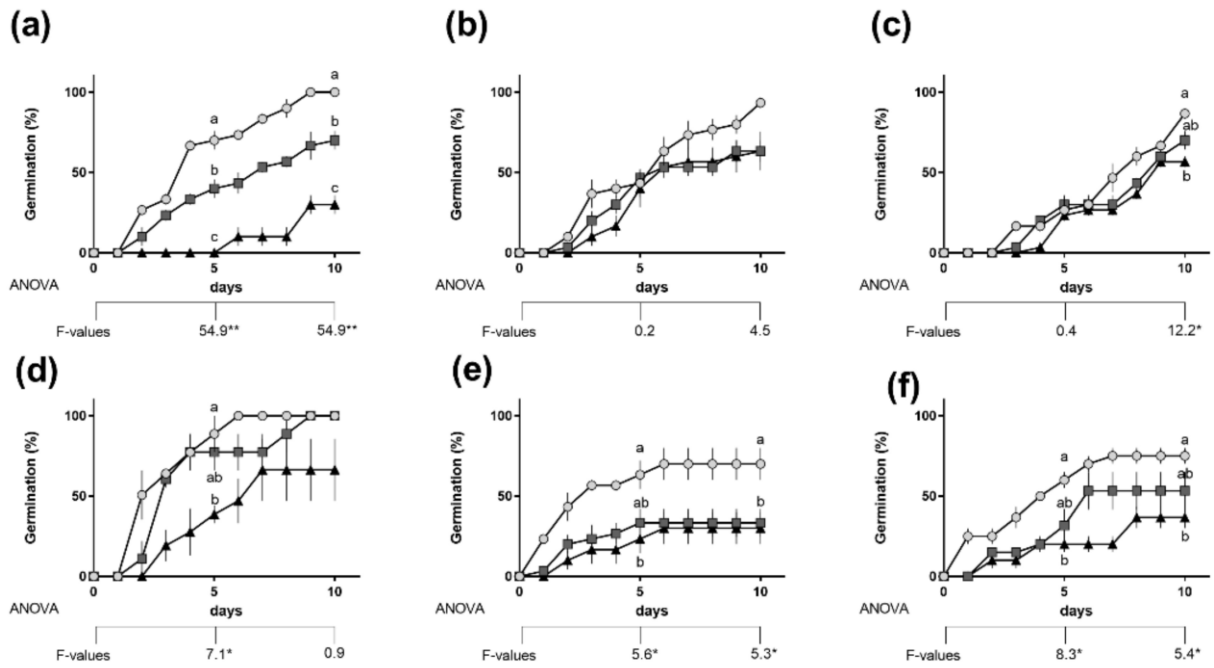 (a)
(b)
(c)
Germination (%)
100
50
0
a
a
b
b
c
c
0
5
10
days
ANOVA
F-values
54.9**
54.9**
Germination (%)
100
50
0
0
5
10
days
ANOVA
F-values
0.2
4.5
Germination (%)
100
50
0
a
ab
b
0
5
10
days
ANOVA
F-values
0.4
12.2*
(d)
(e)
(f)
Germination (%)
100
50
0
a
ab
b
0
5
10
days
ANOVA
F-values
7.1*
0.9
Germination (%)
100
50
0
a
a
ab
b
b
0
5
10
days
ANOVA
F-values
5.6*
5.3*
Germination (%)
100
50
0
a
a
ab
ab
b
b
0
5
10
days
ANOVA
F-values
8.3*
5.4*